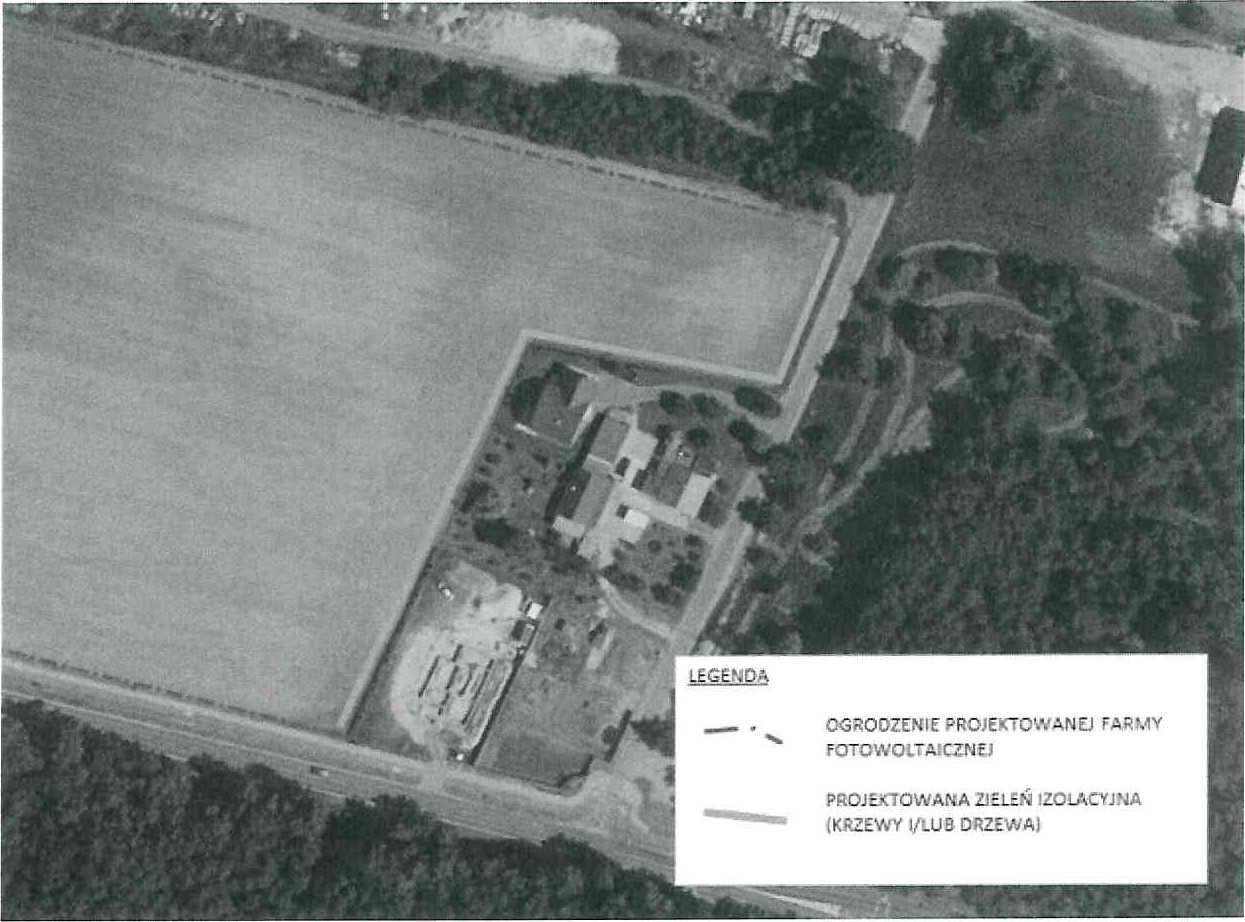 LEGENDA
OGRODZENIE PROJEKTOWANEJ FARMY
FOTOWOLTAICZNEJ
PROJEKTOWANA ZIELEŃ IZOLACYJNA
(KRZEWY I/LUB DRZEWA)